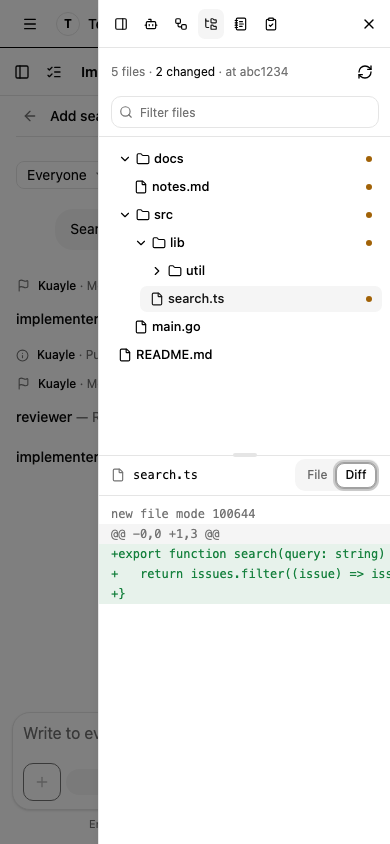 T
5 files · 2 changed · at abc1234
Im
Filter files
Add sea
docs
Everyone
notes.md
src
Sear
lib
util
Kuayle · M
search.ts
implementer
main.go
Kuayle · Pu
README.md
Kuayle · M
reviewer — R
implementer
search.ts
File
Diff
new file mode 100644
@@ −0,0 +1,3 @@
+export function search(query: string)
+   return issues.filter((issue) => iss
+}
Write to ev